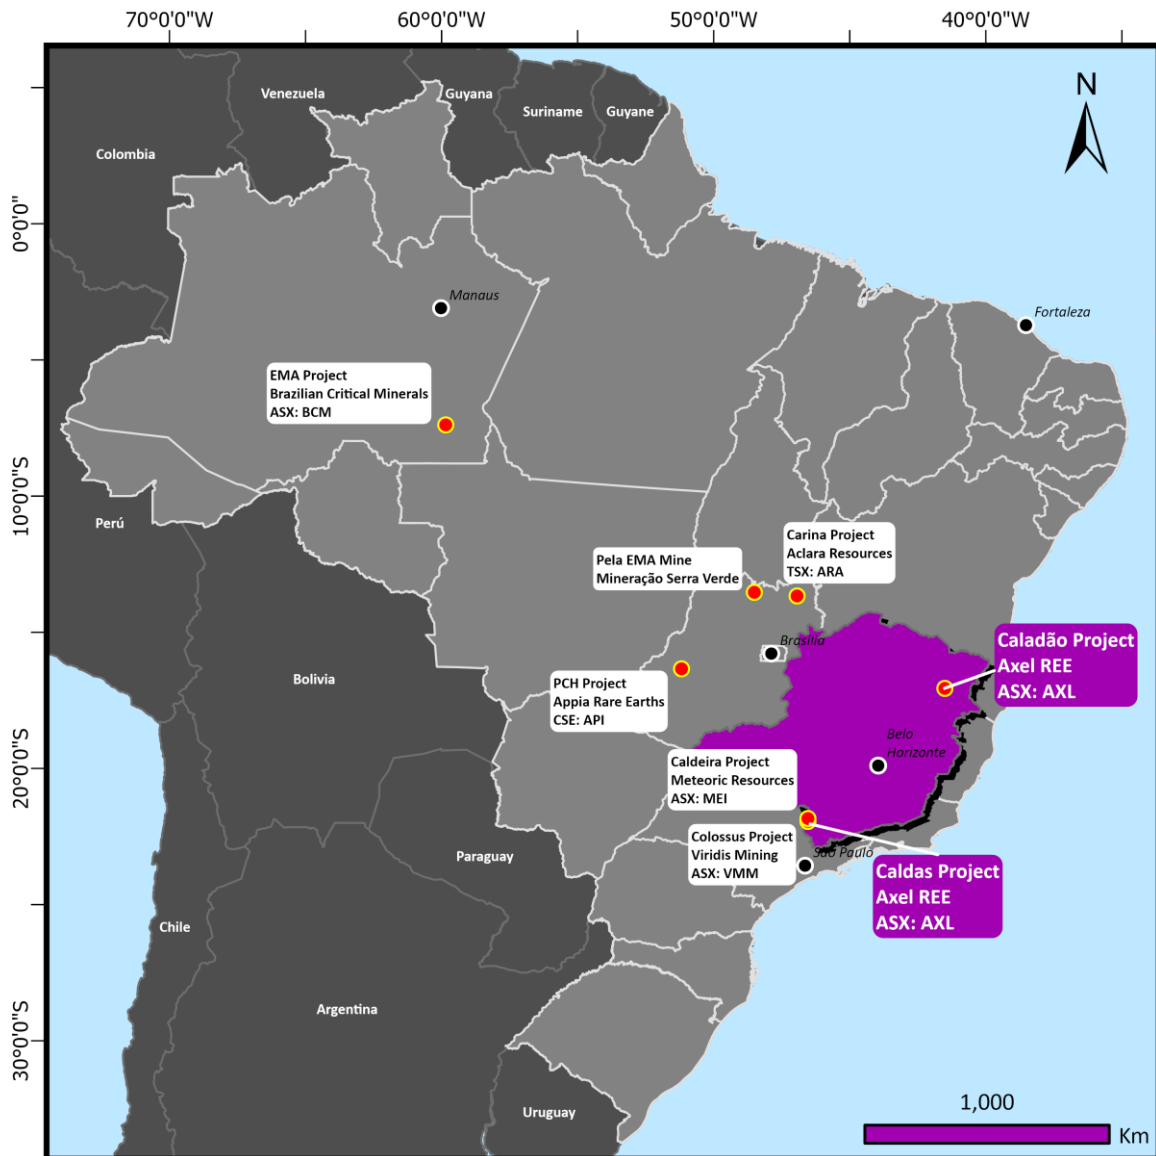 70°0'0"W 60°0'0"W 50°0'0"W 40°0'0"W
N
Venezuela
Guyana
Suriname
Guyane
Colombia
0°0'0"
Manaus
Fortaleza
EMA Project
Brazilian Critical Minerals
ASX: BCM
10°0'0"S
Perú
Carina Project
Aclara Resources
TSX: ARA
Pela EMA Mine
Mineração Serra Verde
Brasilia
Caladão Project
Axel REE
ASX: AXL
Bolivia
PCH Project
Appia Rare Earths
CSE: API
Belo
Horizonte
20°0'0"S
Caldeira Project
Meteoric Resources
ASX: MEI
Colossus Project
Viridis Mining
ASX: VMM
São Paulo
Paraguay
Caldas Project
Axel REE
ASX: AXL
Chile
Argentina
30°0'0"S
Uruguay
1,000
Km